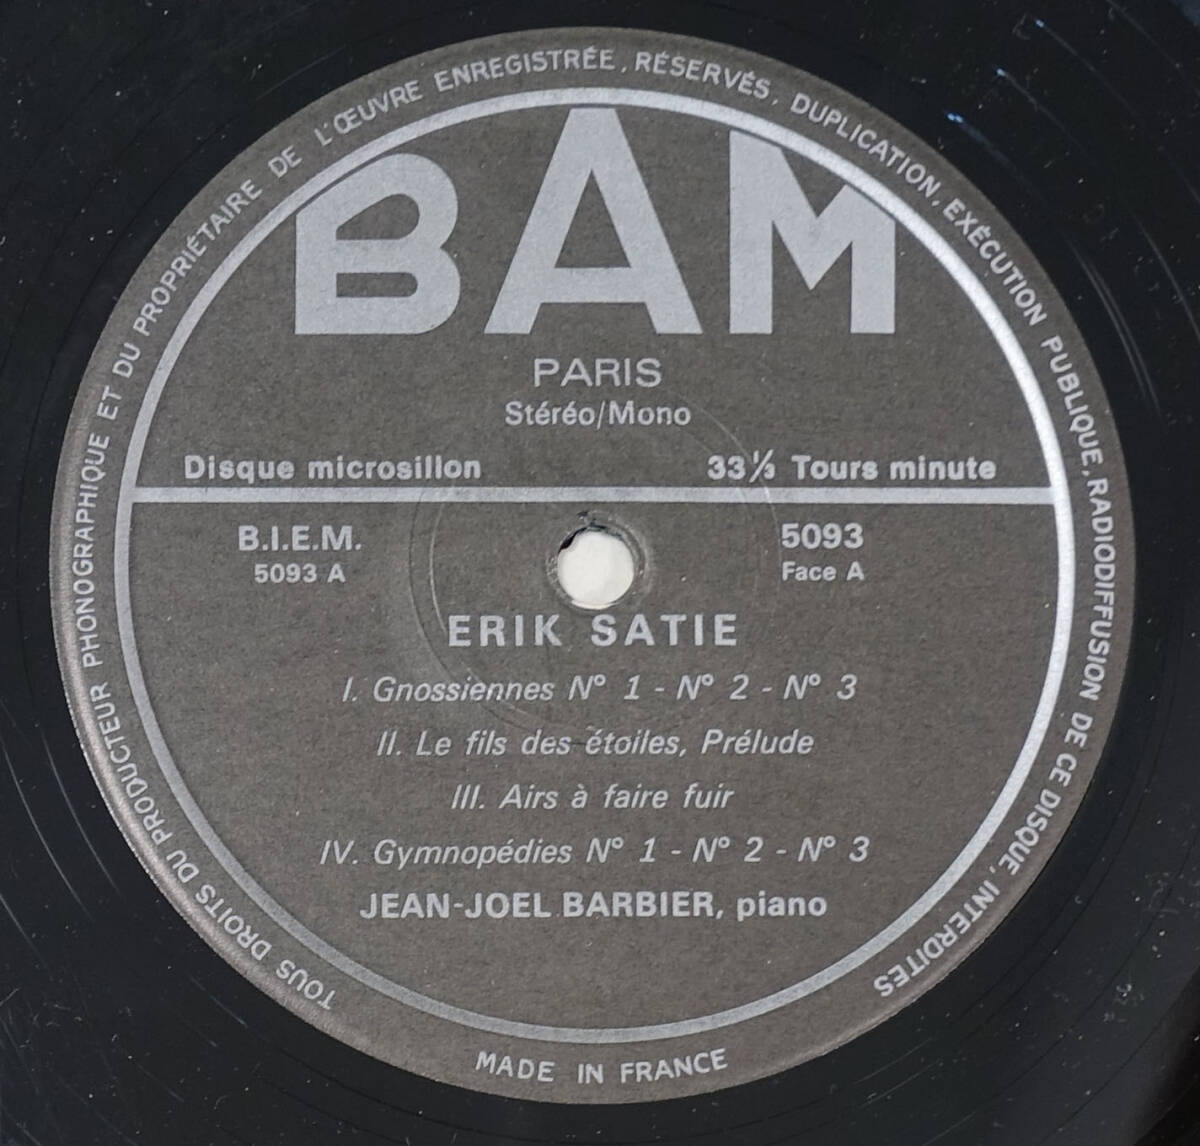 TOUS DROITS DU PRODUCTEUR PHONOGRAPHIQUE ET DU PROPRIÉTAIRE DE L'ŒUVRE ENREGISTRÉE, RÉSERVÉS, DUPLICATION, EXÉCUTION PUBLIQUE, RADIODIFFUSION DE CE DISQUE, INTERDITES
BAM
PARIS
Stéréo/Mono
Disque microsillon 33⅓ Tours minute
B.I.E.M. 5093
5093 A Face A
ERIK SATIE
I. Gnossiennes N° 1 - N° 2 - N° 3
II. Le fils des étoiles, Prélude
III. Airs à faire fuir
IV. Gymnopédies N° 1 - N° 2 - N° 3
JEAN-JOEL BARBIER, piano
MADE IN FRANCE